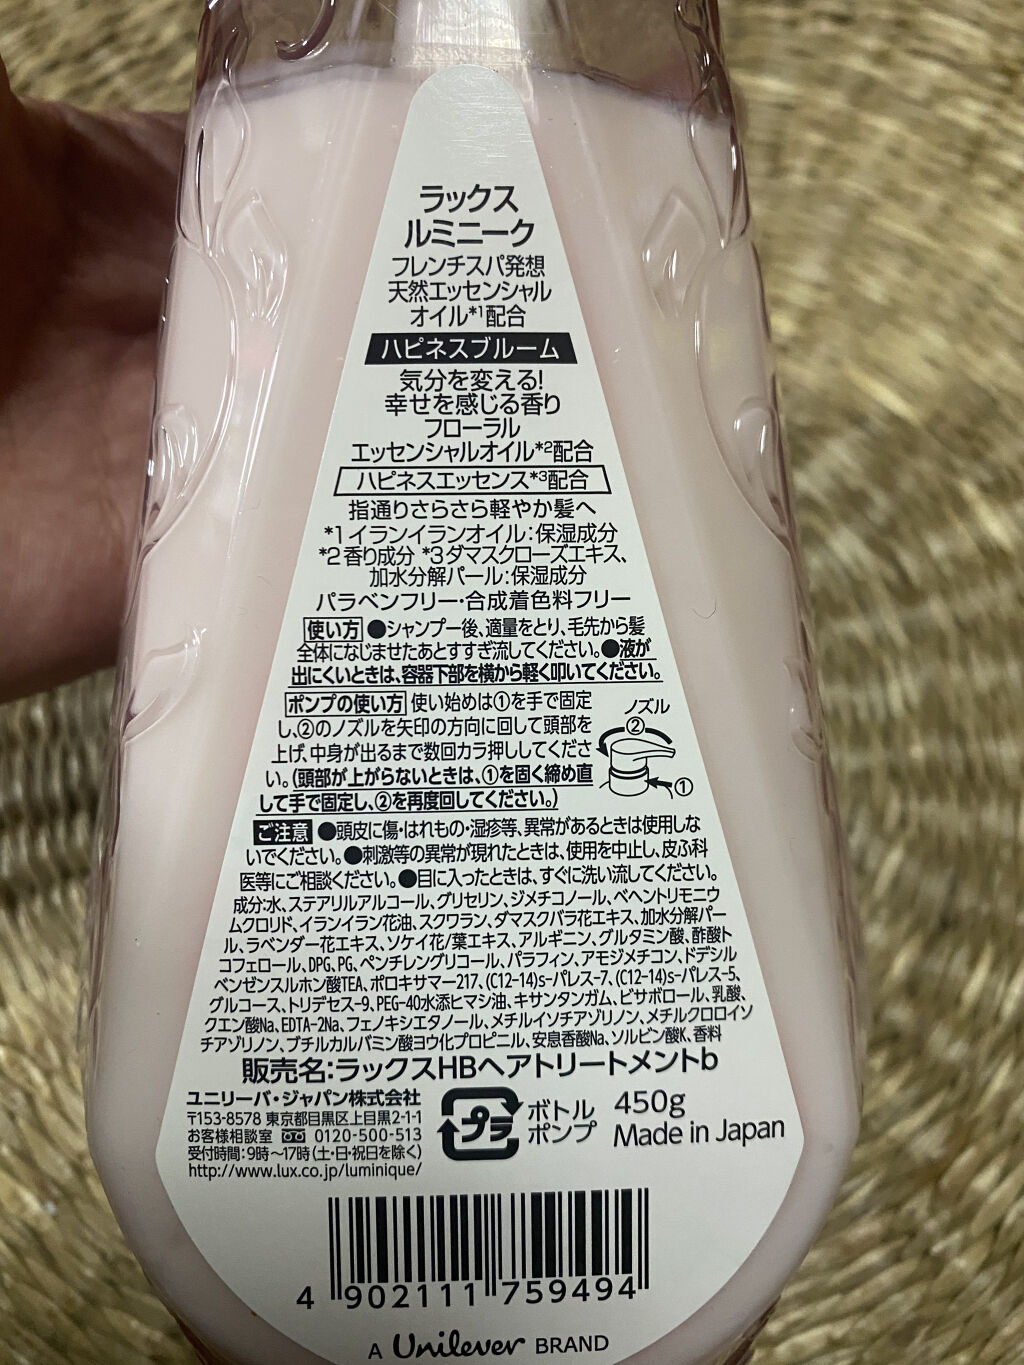 ラックス
ルミニーク
フレンチスパ発想
天然エッセンシャル
オイル*1配合
ハピネスブルーム
気分を変える!
幸せを感じる香り
フローラル
エッセンシャルオイル*2配合
ハピネスエッセンス*3配合
指通りさらさら軽やか髪へ
*1イランイランオイル:保湿成分
*2香り成分 *3ダマスクローズエキス、
加水分解パール:保湿成分
パラベンフリー・合成着色料フリー
使い方 ●シャンプー後、適量をとり、毛先から髪
全体になじませたあとすすぎ流してください。●液が
出にくいときは、容器下部を横から軽く叩いてください。
ポンプの使い方 使い始めは①を手で固定
し、②のノズルを矢印の方向に回して頭部を
上げ、中身が出るまで数回カラ押ししてくださ
い。(頭部が上がらないときは、①を固く締め直
して手で固定し、②を再度回してください。)
ノズル
②
①
ご注意 ●頭皮に傷・はれもの・湿疹等、異常があるときは使用しな
いでください。●刺激等の異常が現れたときは、使用を中止し、皮ふ科
医等にご相談ください。●目に入ったときは、すぐに洗い流してください。
成分:水、ステアリルアルコール、グリセリン、ジメチコノール、ベヘントリモニウ
ムクロリド、イランイラン花油、スクワラン、ダマスクバラ花エキス、加水分解パー
ル、ラベンダー花エキス、ソケイ花/葉エキス、アルギニン、グルタミン酸、酢酸ト
コフェロール、DPG、PG、ペンチレングリコール、パラフィン、アモジメチコン、ドデシル
ベンゼンスルホン酸TEA、ポロキサマー217、(C12-14)s-パレス-7、(C12-14)s-パレス-5、
グルコース、トリデセス-9、PEG-40水添ヒマシ油、キサンタンガム、ビサボロール、乳酸、
クエン酸Na、EDTA-2Na、フェノキシエタノール、メチルイソチアゾリノン、メチルクロロイソ
チアゾリノン、ブチルカルバミン酸ヨウ化プロピニル、安息香酸Na、ソルビン酸K、香料
販売名:ラックスHBヘアトリートメントb
ユニリーバ・ジャパン株式会社
〒153-8578 東京都目黒区上目黒2-1-1
お客様相談室 0120-500-513
受付時間:9時〜17時(土・日・祝日を除く)
http://www.lux.co.jp/luminique/
プラ
ボトル
ポンプ
450g
Made in Japan
4 902111 759494
A Unilever BRAND